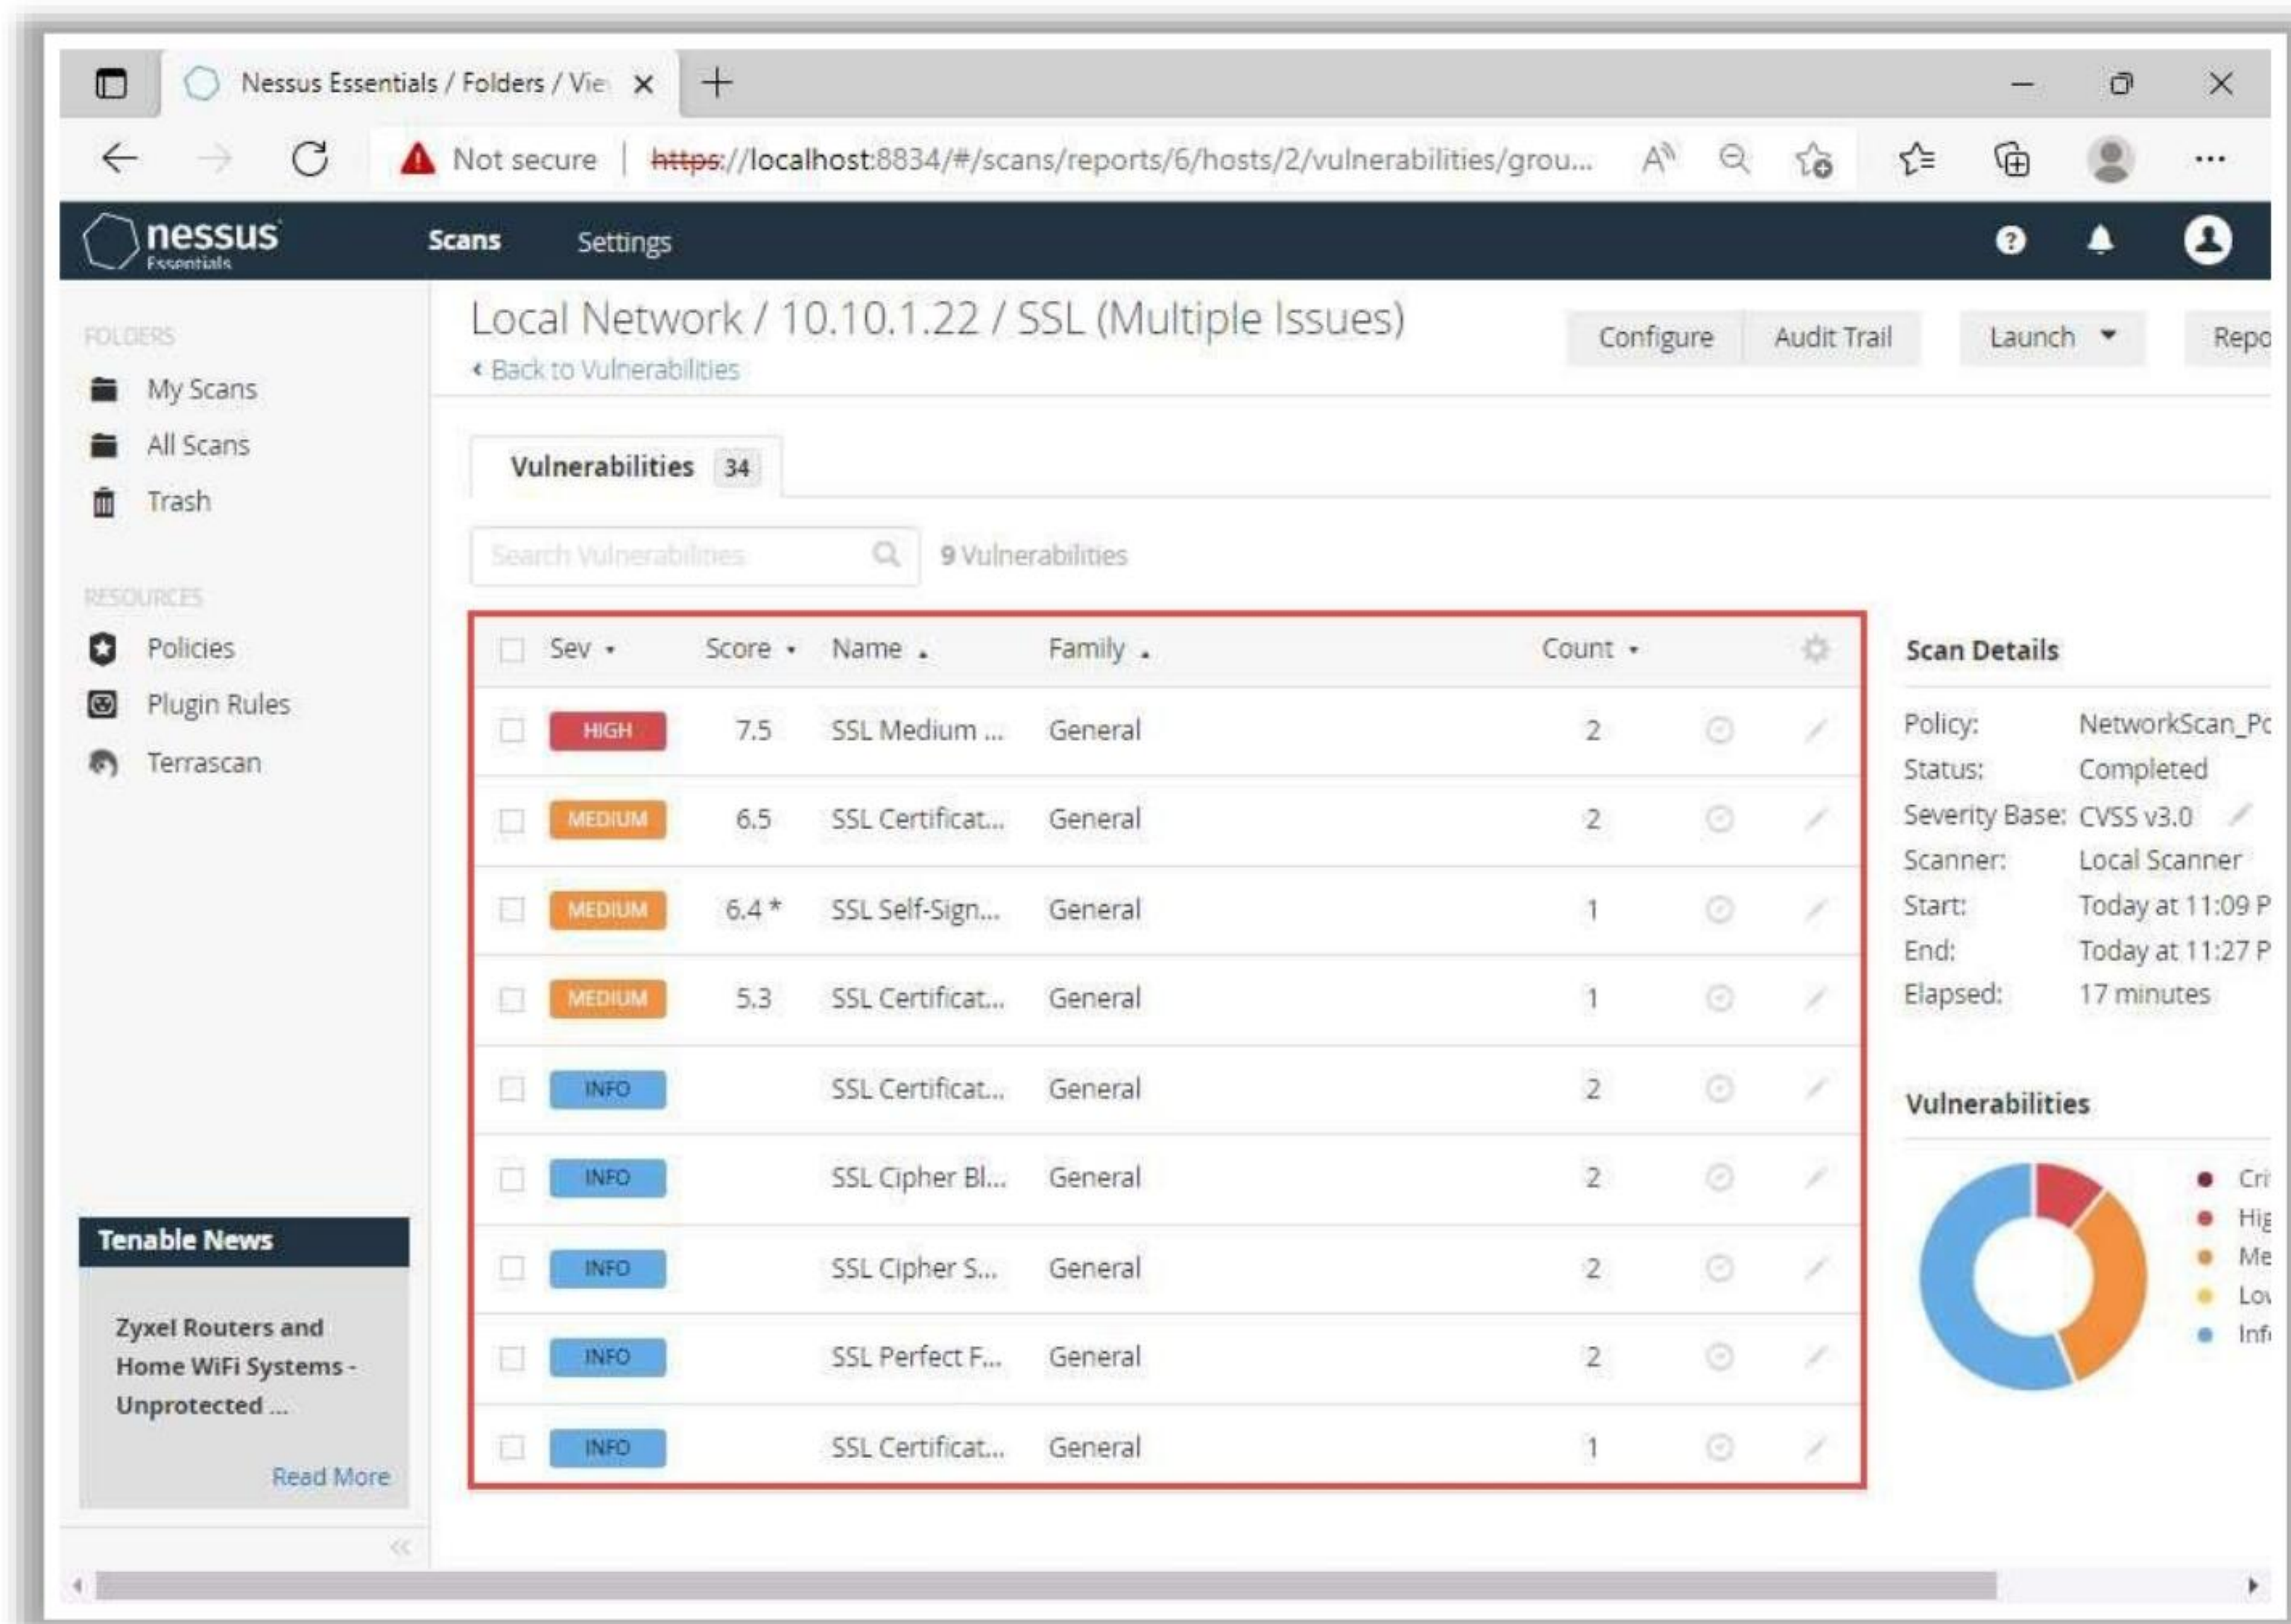 Nessus Essentials / Folders / Vie
Not secure | https://localhost:8834/#/scans/reports/6/hosts/2/vulnerabilities/grou...
nessus
Essentials
Scans
Settings
FOLDERS
My Scans
All Scans
Trash
RESOURCES
Policies
Plugin Rules
Terrascan
Tenable News
Zyxel Routers and
Home WiFi Systems -
Unprotected ...
Read More
Local Network / 10.10.1.22 / SSL (Multiple Issues)
Back to Vulnerabilities
Configure
Audit Trail
Launch
Repo
Vulnerabilities 34
Search Vulnerabilities
9 Vulnerabilities
Sev Score Name Family Count
HIGH 7.5 SSL Medium ... General 2
MEDIUM 6.5 SSL Certificat... General 2
MEDIUM 6.4 * SSL Self-Sign... General 1
MEDIUM 5.3 SSL Certificat... General 1
INFO SSL Certificat... General 2
INFO SSL Cipher Bl... General 2
INFO SSL Cipher S... General 2
INFO SSL Perfect F... General 2
INFO SSL Certificat... General 1
Scan Details
Policy: NetworkScan_Po
Status: Completed
Severity Base: CVSS v3.0
Scanner: Local Scanner
Start: Today at 11:09 P
End: Today at 11:27 P
Elapsed: 17 minutes
Vulnerabilities
Cri
Hig
Me
Lov
Inf